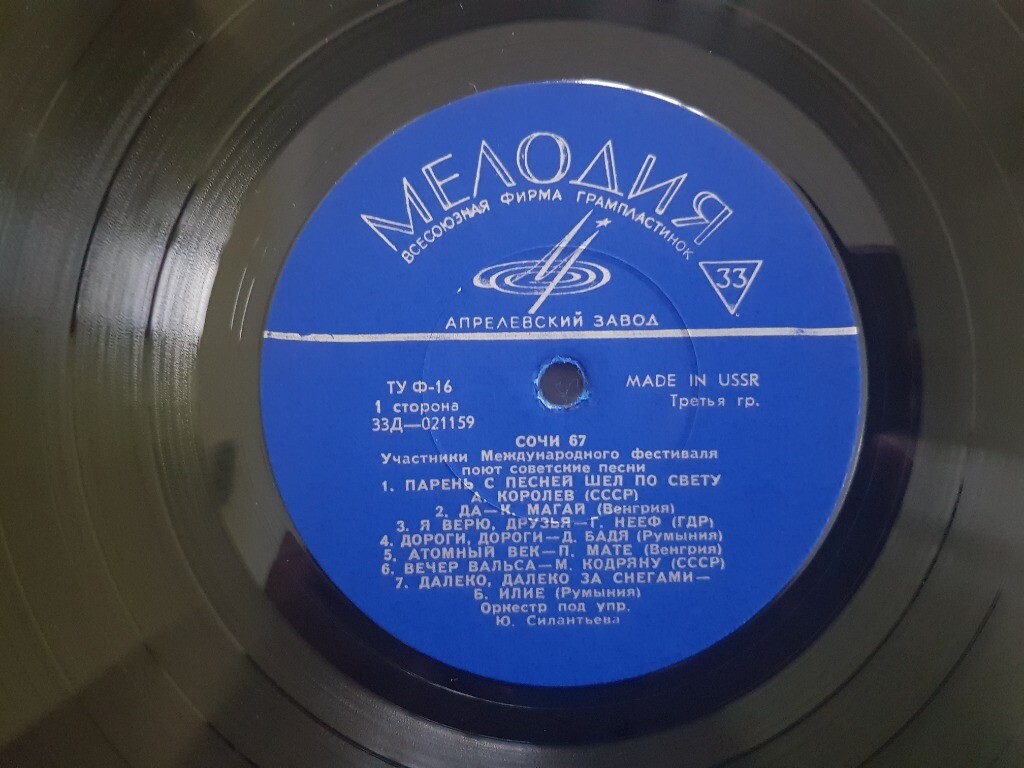 МЕЛОДИЯ
ВСЕСОЮЗНАЯ ФИРМА ГРАМПЛАСТИНОК
33
АПРЕЛЕВСКИЙ ЗАВОД
ТУ Ф-16
1 сторона
33Д—021159
MADE IN USSR
Третья гр.
СОЧИ 67
Участники Международного фестиваля
поют советские песни
1. ПАРЕНЬ С ПЕСНЕЙ ШЕЛ ПО СВЕТУ
А. КОРОЛЕВ (СССР)
2. ДА—К. МАГАЙ (Венгрия)
3. Я ВЕРЮ, ДРУЗЬЯ—Г. НЕЕФ (ГДР)
4. ДОРОГИ, ДОРОГИ—Д. БАДЯ (Румыния)
5. АТОМНЫЙ ВЕК—П. МАТЕ (Венгрия)
6. ВЕЧЕР ВАЛЬСА—М. КОДРЯНУ (СССР)
7. ДАЛЕКО, ДАЛЕКО ЗА СНЕГАМИ—
Б. ИЛИЕ (Румыния)
Оркестр под упр.
Ю. Силантьева